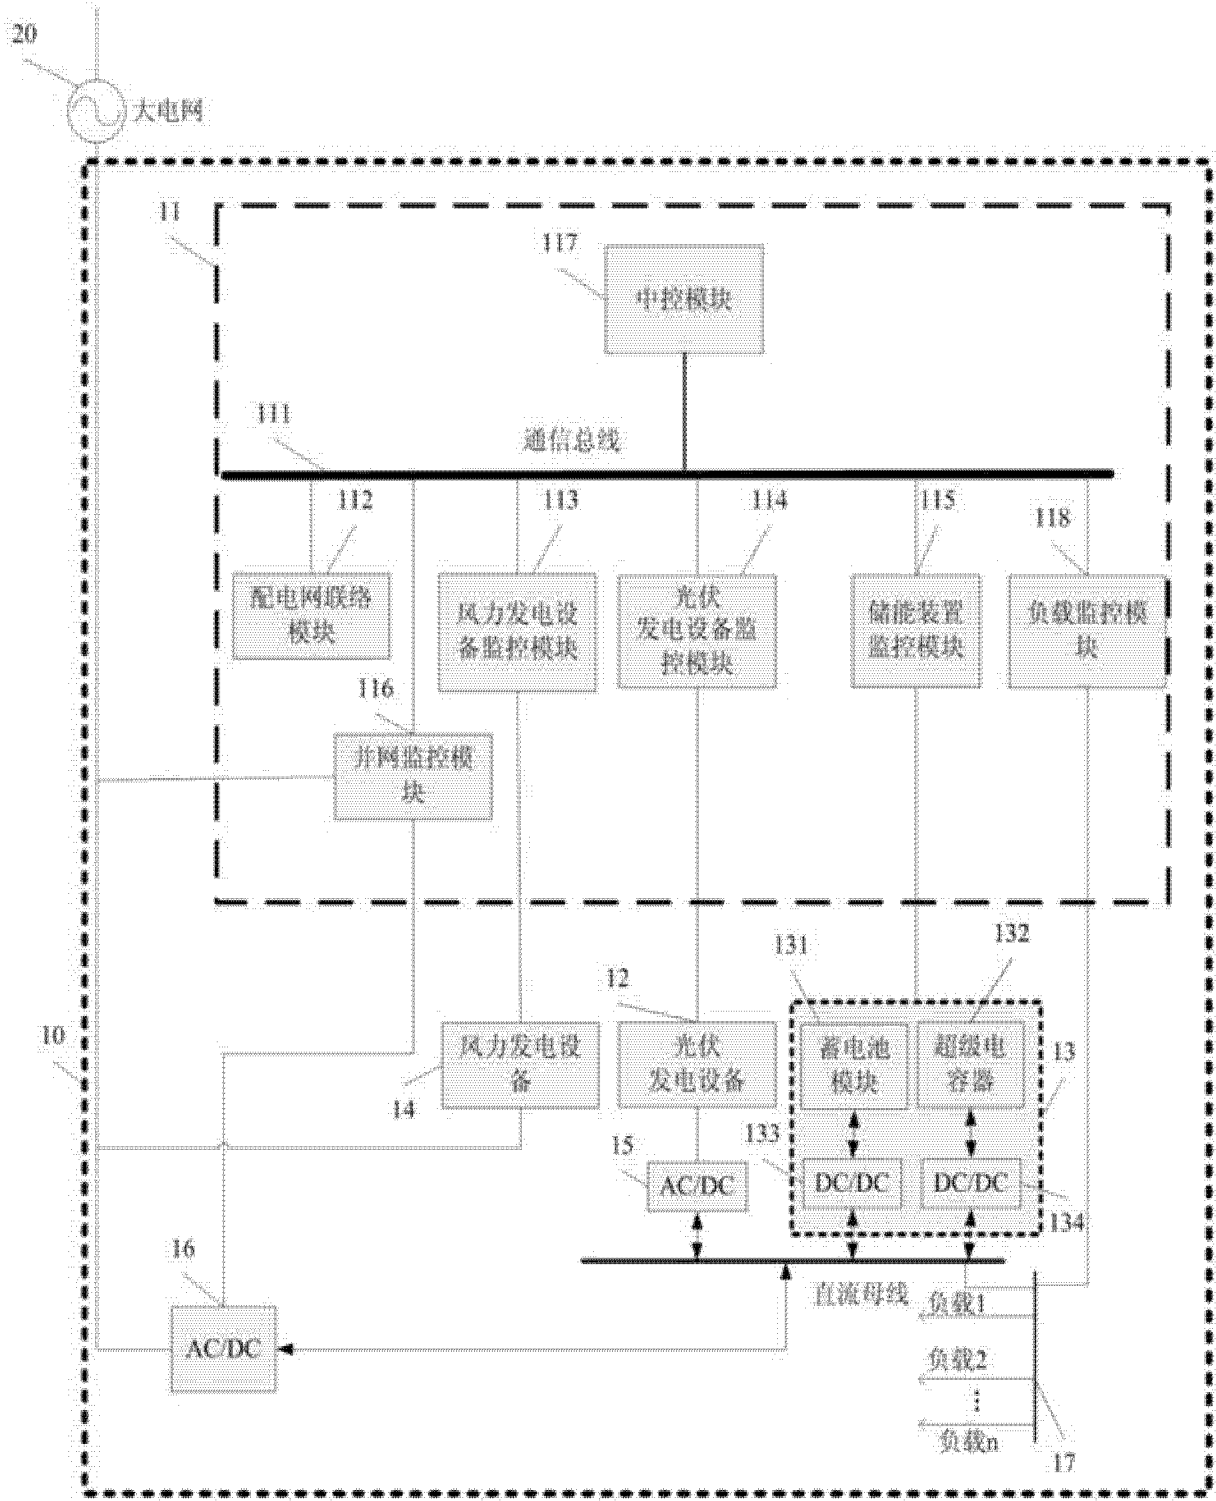 20
大电网
11
117
中控模块
111
通信总线
112
113
114
115
118
配电网联络
模块
风力发电设
备监控模块
光伏
发电设备监
控模块
储能装置
监控模块
负载监控模
块
116
并网监控模
块
131
132
12
10
风力发电设
备
14
光伏
发电设备
蓄电池
模块
超级电
容器
13
15
AC/DC
133
DC/DC
DC/DC
134
16
AC/DC
直流母线
负载1
负载2
⋮
负载n
17